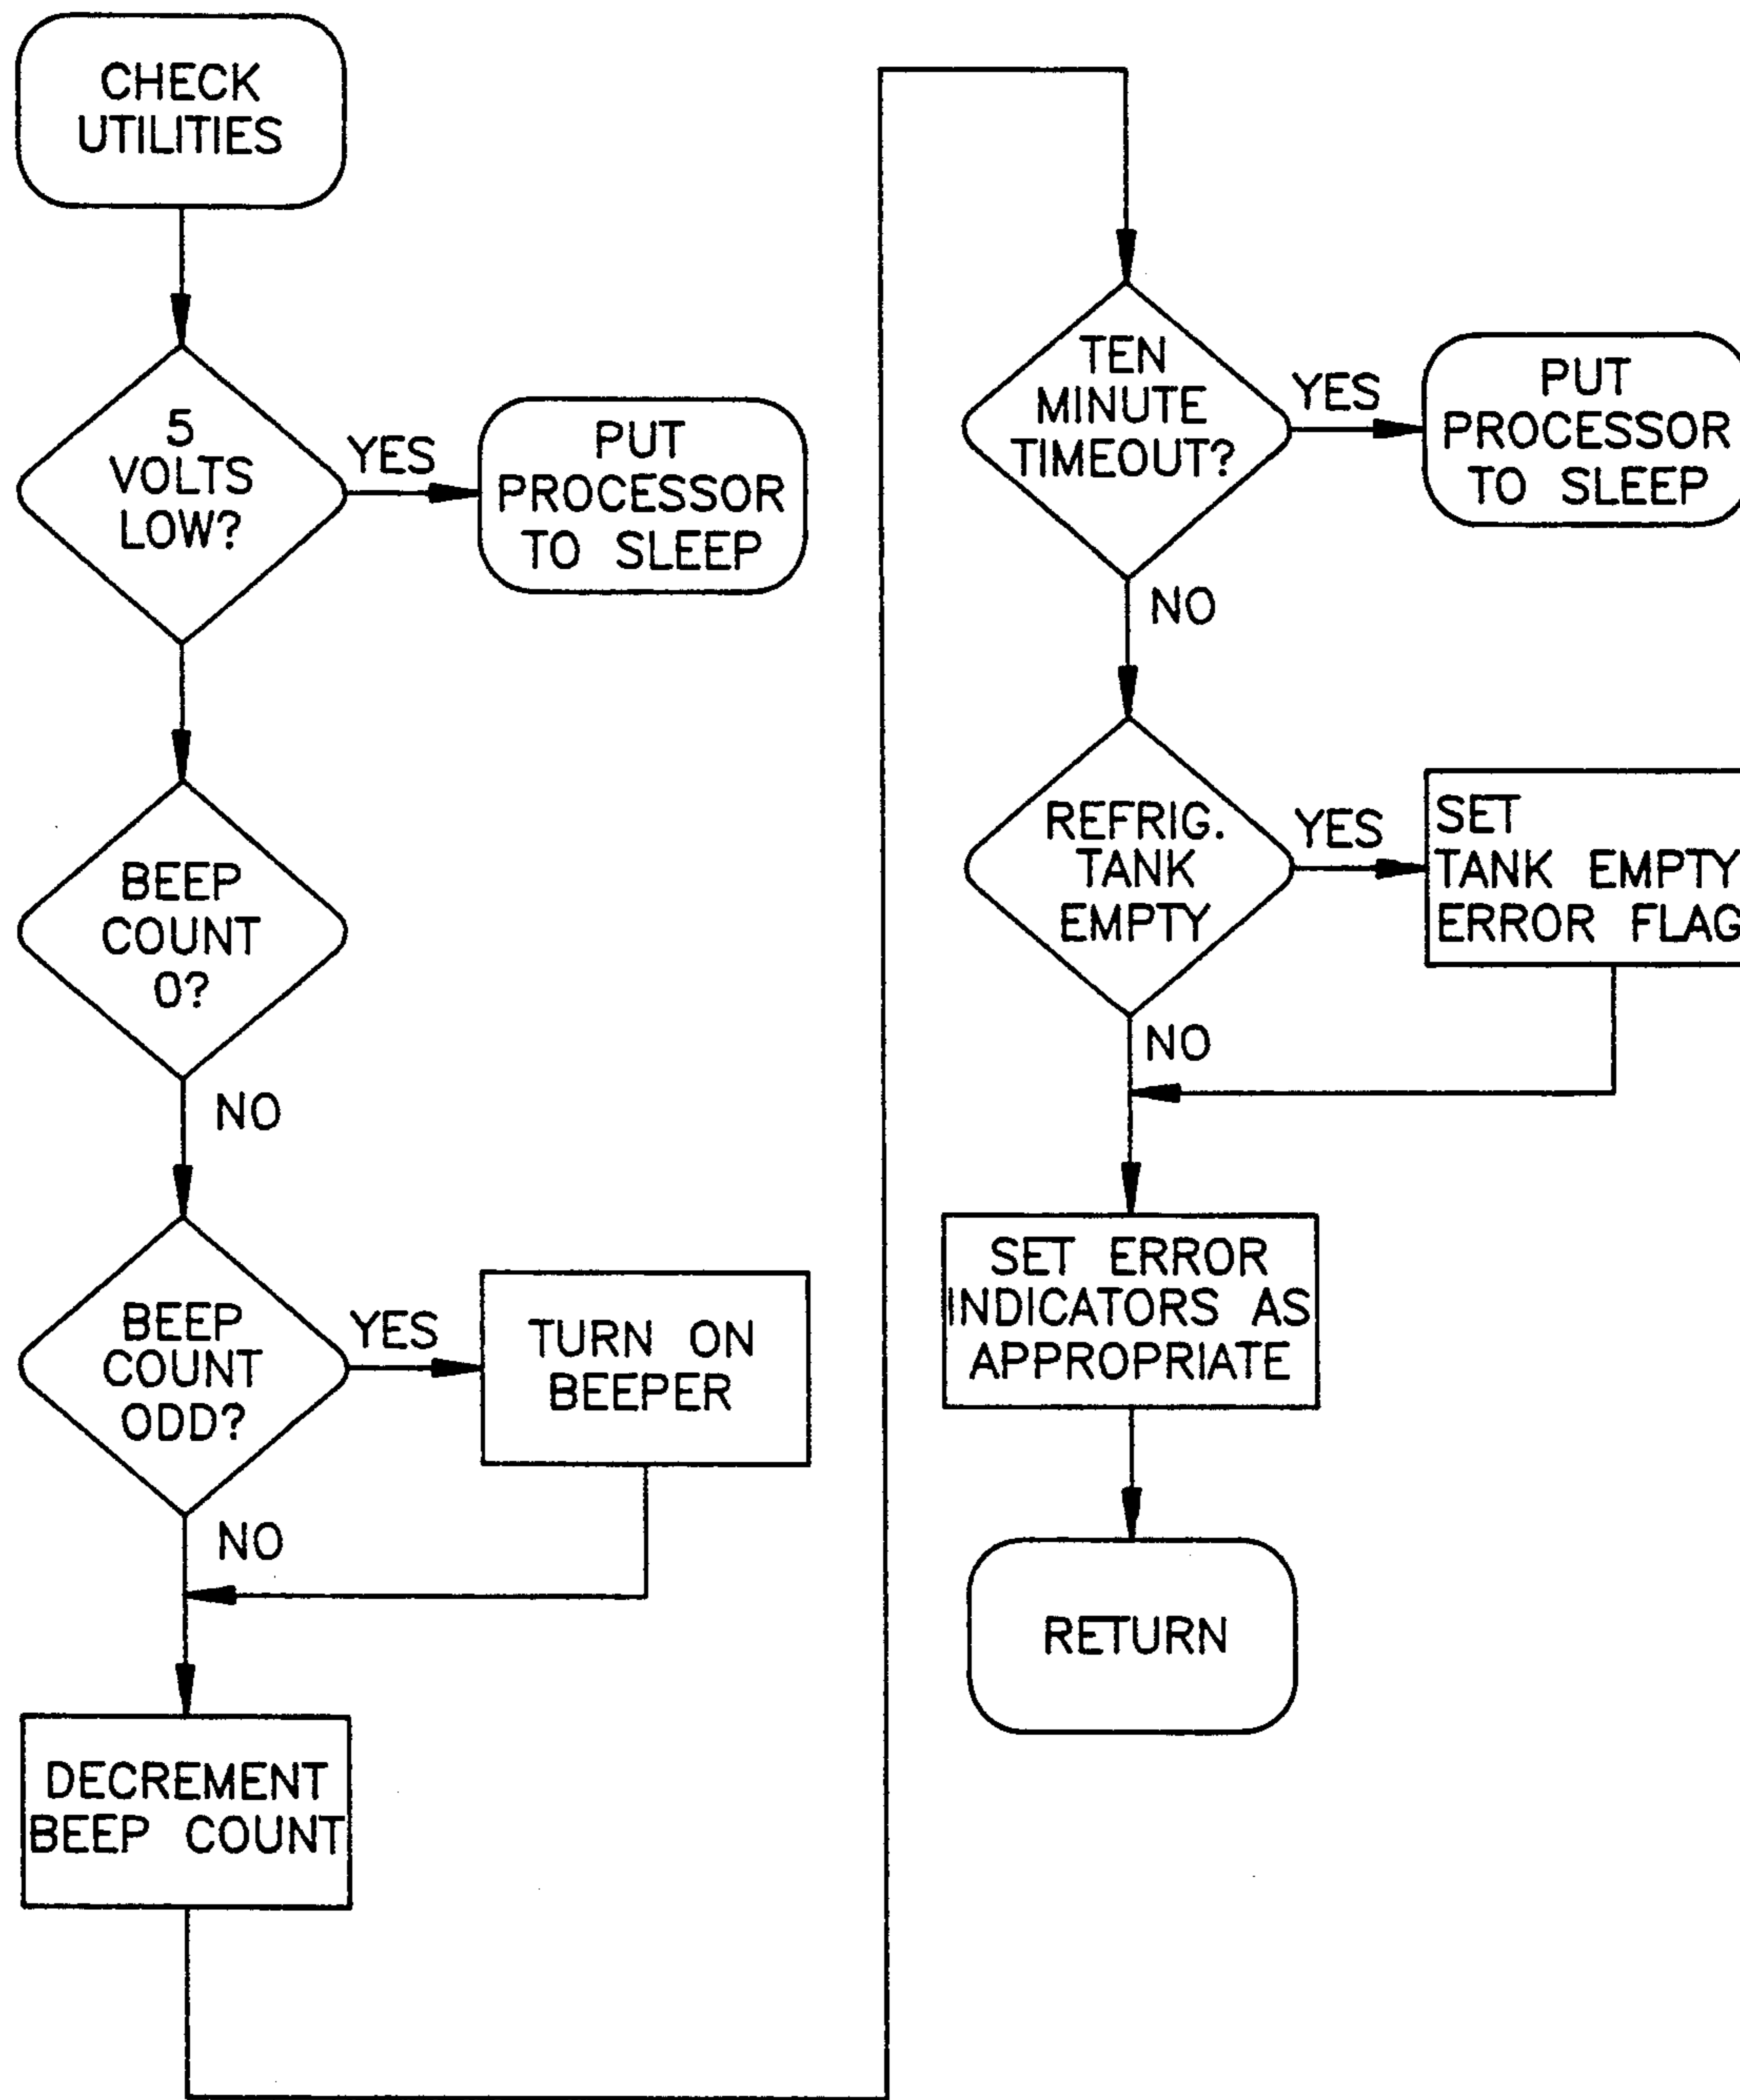 CHECK
UTILITIES
5
VOLTS
LOW?
YES
PUT
PROCESSOR
TO SLEEP
BEEP
COUNT
0?
NO
BEEP
COUNT
ODD?
YES
TURN ON
BEEPER
NO
DECREMENT
BEEP COUNT
TEN
MINUTE
TIMEOUT?
YES
PUT
PROCESSOR
TO SLEEP
NO
REFRIG.
TANK
EMPTY
YES
SET
TANK EMPTY
ERROR FLAG
NO
SET ERROR
INDICATORS AS
APPROPRIATE
RETURN